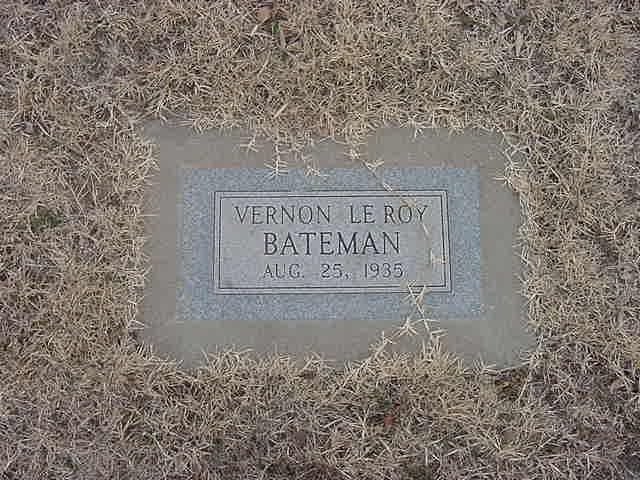 VERNON LE ROY
BATEMAN
AUG. 25, 1935